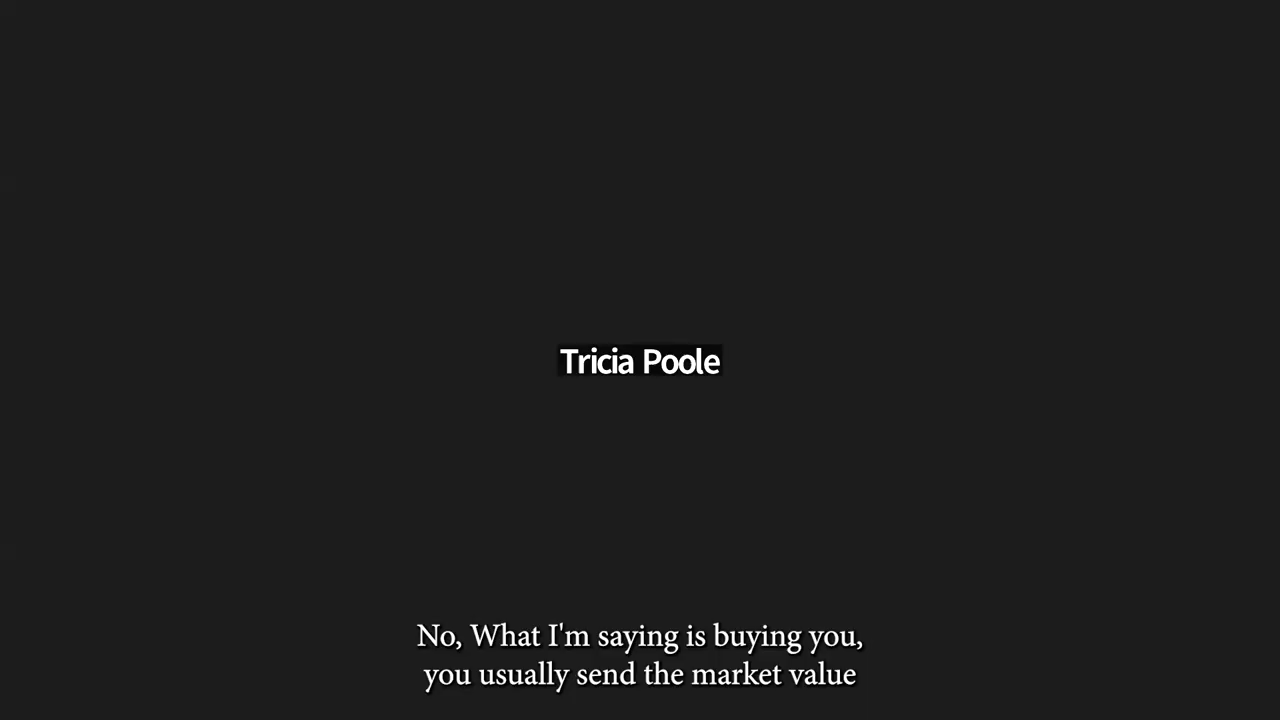 Tricia Poole
No, What I'm saying is buying you,
you usually send the market value